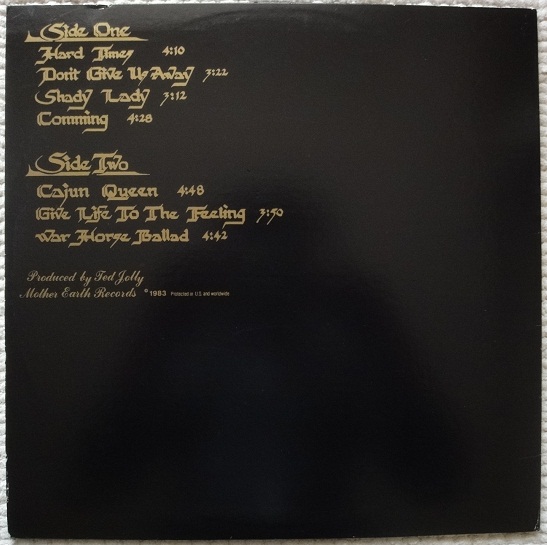 Side One
Hard Times 4:10
Don't Give Us Away 3:22
Shady Lady 3:12
Comming 4:28
Side Two
Cajun Queen 4:48
Give Life To The Feeling 3:50
War Horse Ballad 4:42
Produced by Ted Jolly
Mother Earth Records ©1983 Protected in U.S. and worldwide